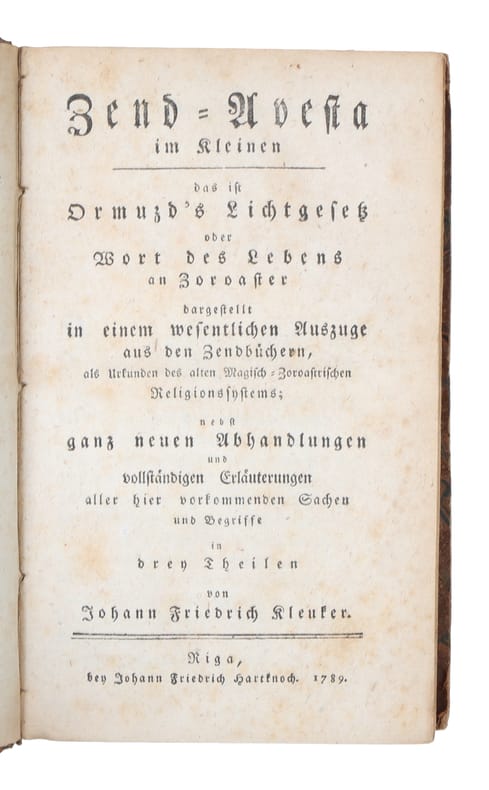 Zend-Avesta
im Kleinen
das ist
Ormuzd's Lichtgesetz
oder
Wort des Lebens
an Zoroaster
dargestellt
in einem wesentlichen Auszuge
aus den Zendbüchern,
als Urkunden des alten Magisch-Zoroastrischen
Religionssystems;
nebst
ganz neuen Abhandlungen
und
vollständigen Erläuterungen
aller hier vorkommenden Sachen
und Begriffe
in
drey Theilen
von
Johann Friedrich Kleuker.
Riga,
bey Johann Friedrich Hartknoch. 1789.